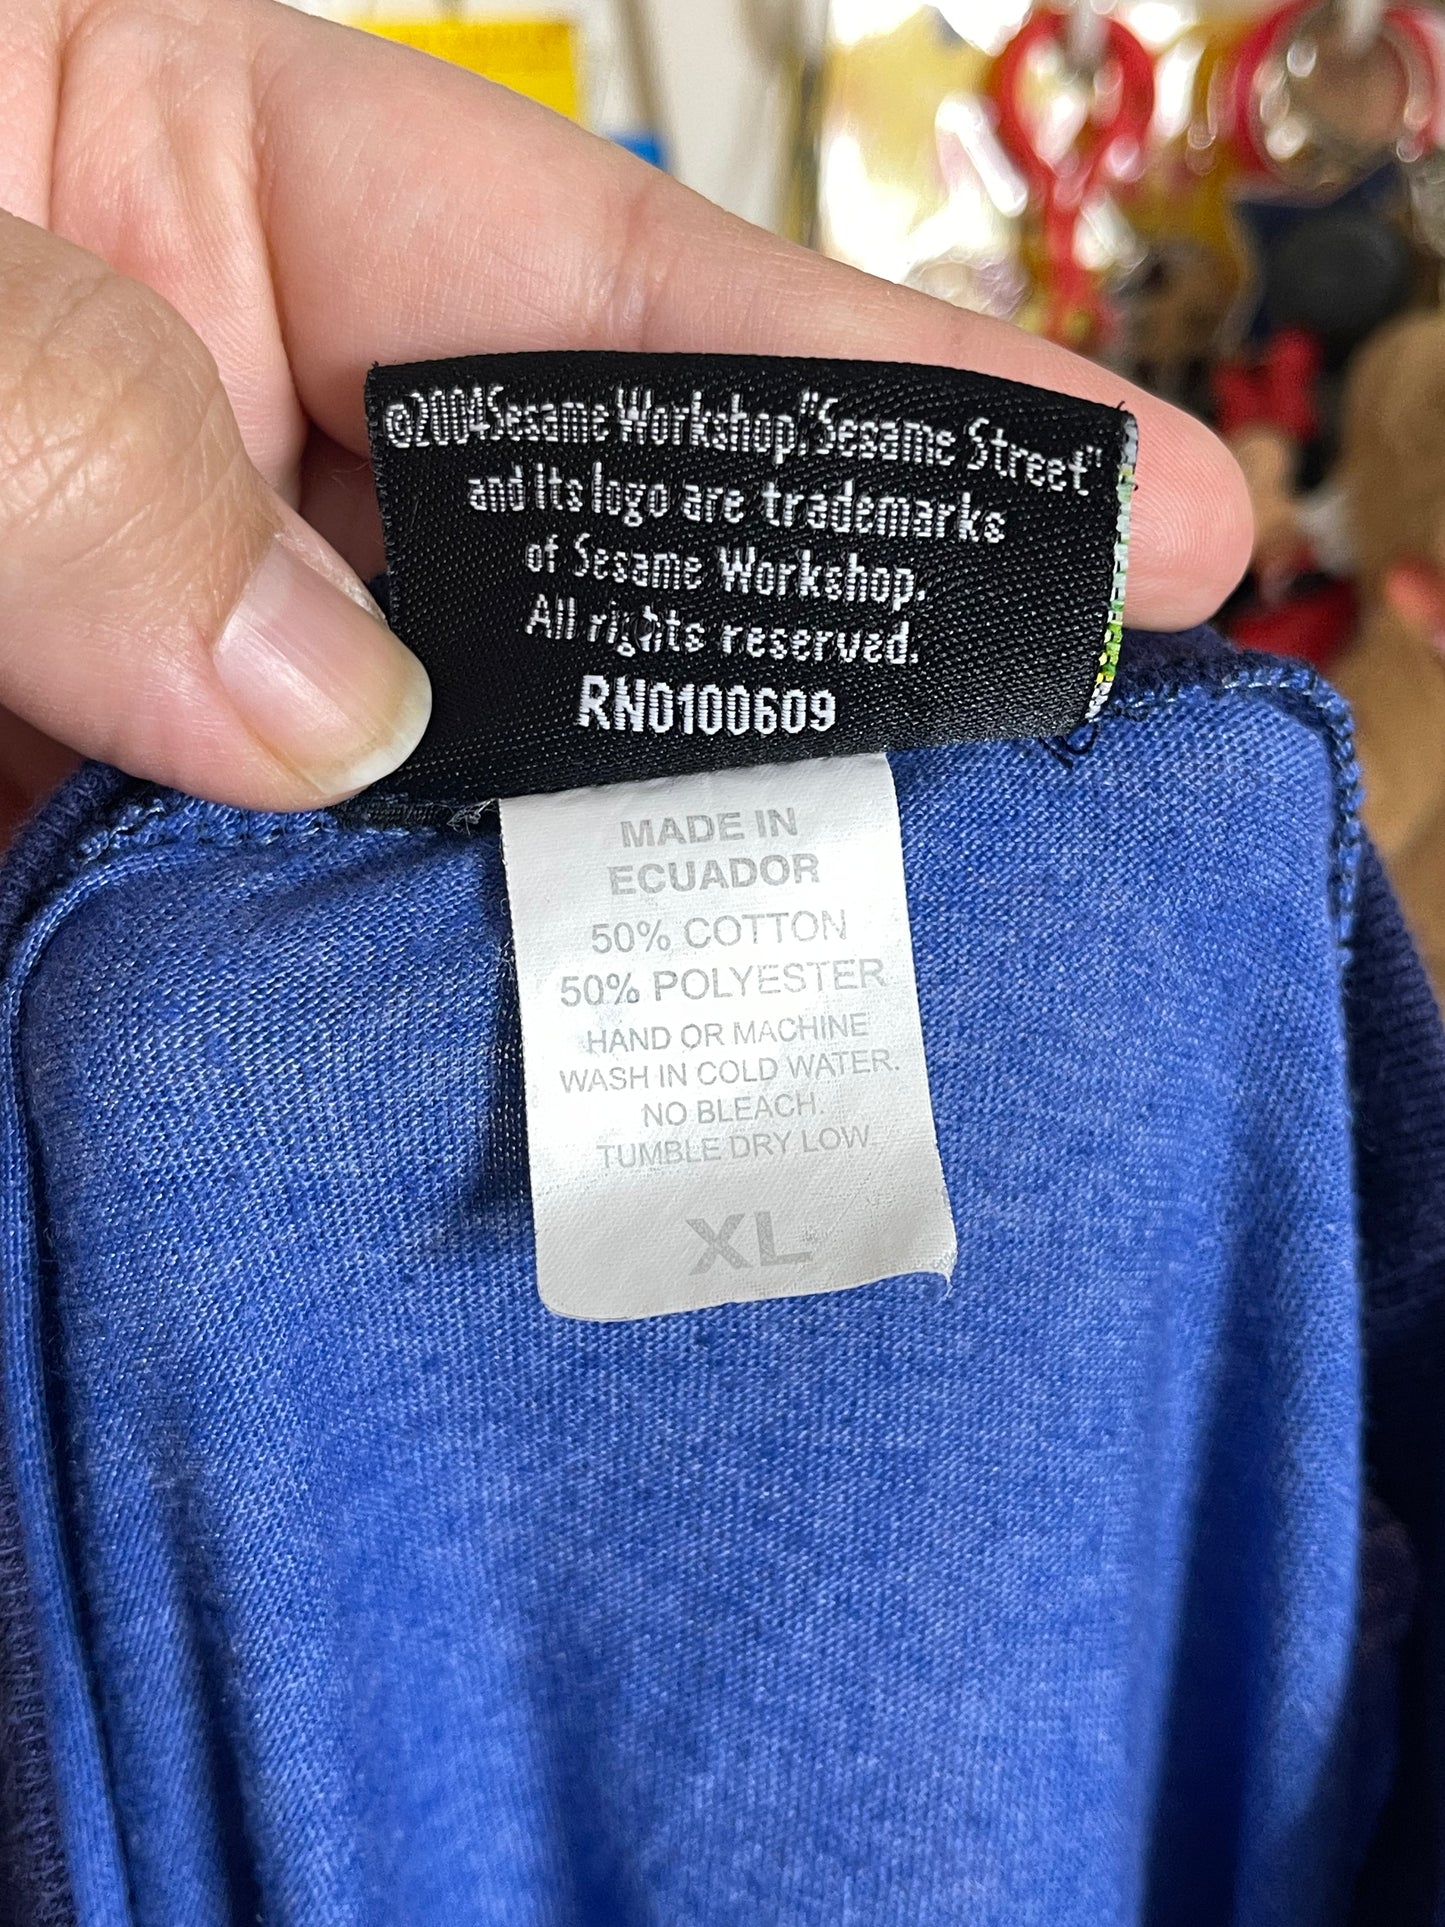 ©2004Sesame Workshop."Sesame Street"
and its logo are trademarks
of Sesame Workshop.
All rights reserved.
RN0100609
MADE IN
ECUADOR
50% COTTON
50% POLYESTER
HAND OR MACHINE
WASH IN COLD WATER.
NO BLEACH.
TUMBLE DRY LOW.
XL